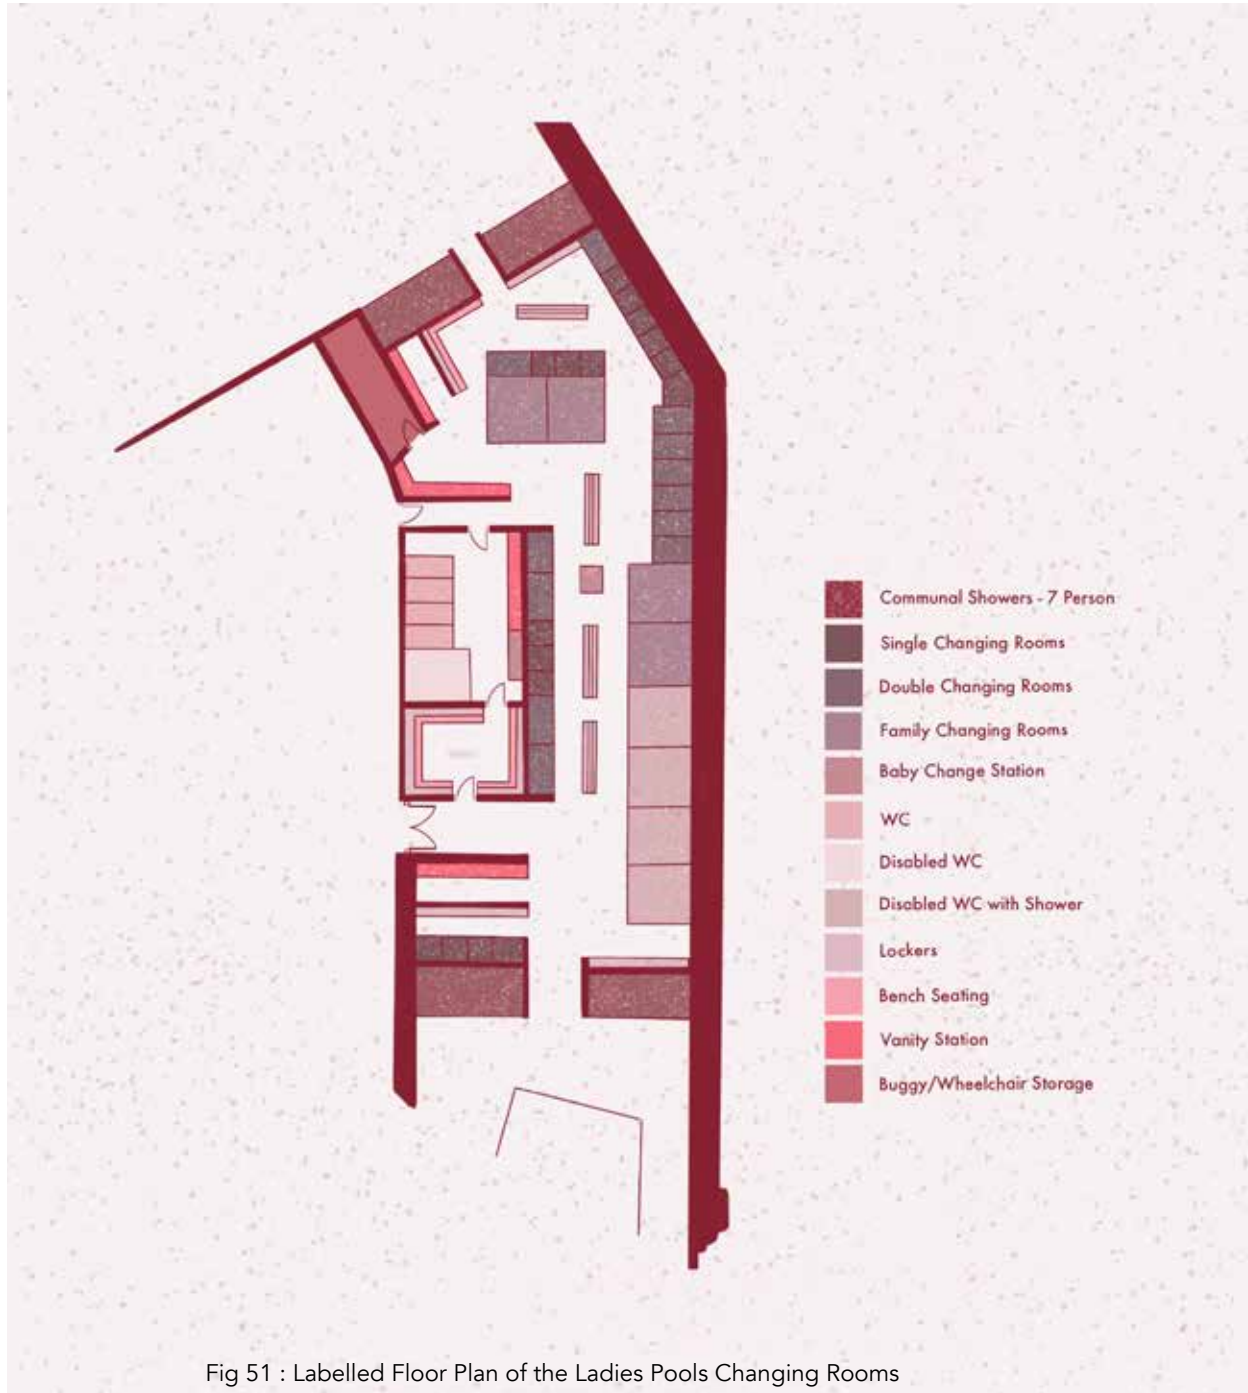 Communal Showers - 7 Person
Single Changing Rooms
Double Changing Rooms
Family Changing Rooms
Baby Change Station
WC
Disabled WC
Disabled WC with Shower
Lockers
Bench Seating
Vanity Station
Buggy/Wheelchair Storage
Fig 51 : Labelled Floor Plan of the Ladies Pools Changing Rooms